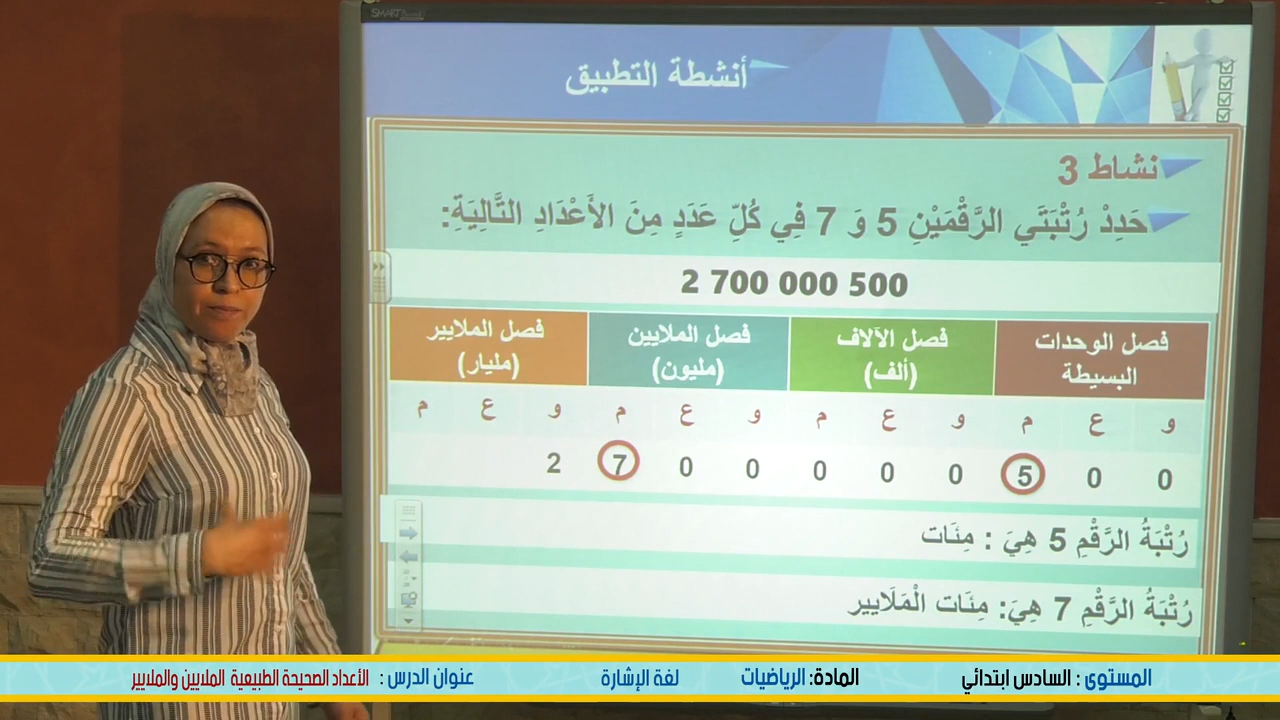 SMART
أنشطة التطبيق
نشاط 3
حَدِدْ رُتْبَتَي الرَّقْمَيْنِ 5 وَ 7 فِي كُلِّ عَدَدٍ مِنَ الأَعْدَادِ التَّالِيَةِ:
2 700 000 500
فصل الوحدات البسيطة فصل الآلاف (ألف) فصل الملايين (مليون) فصل الملايير (مليار)
و ع م و ع م و ع م و ع م
2 7 0 0 0 0 0 5 0 0
رُتْبَةُ الرَّقْمِ 5 هِيَ : مِئَات
رُتْبَةُ الرَّقْمِ 7 هِيَ: مِئَات الْمَلَايير
المستوى : السادس ابتدائي المادة: الرياضيات لغة الإشارة عنوان الدرس : الأعداد الصحيحة الطبيعية الملايين والملايير